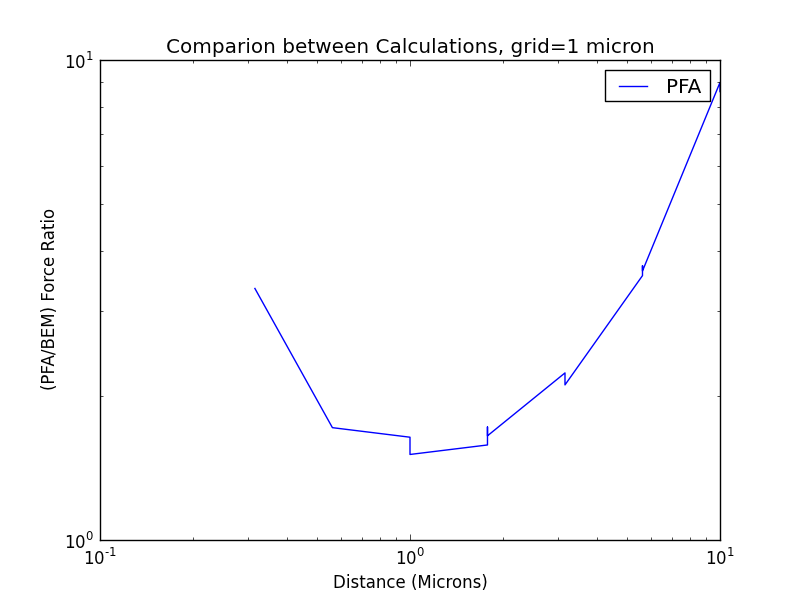 Comparion between Calculations, grid=1 micron
10^1
PFA
(PFA/BEM) Force Ratio
10^0
10^-1
10^0
10^1
Distance (Microns)